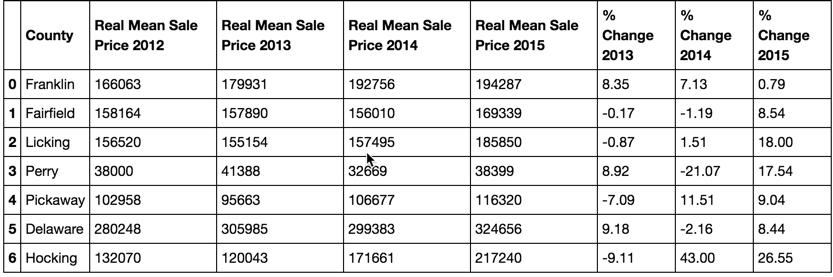 County Real Mean Sale Price 2012 Real Mean Sale Price 2013 Real Mean Sale Price 2014 Real Mean Sale Price 2015 % Change 2013 % Change 2014 % Change 2015
0 Franklin 166063 179931 192756 194287 8.35 7.13 0.79
1 Fairfield 158164 157890 156010 169339 -0.17 -1.19 8.54
2 Licking 156520 155154 157495 185850 -0.87 1.51 18.00
3 Perry 38000 41388 32669 38399 8.92 -21.07 17.54
4 Pickaway 102958 95663 106677 116320 -7.09 11.51 9.04
5 Delaware 280248 305985 299383 324656 9.18 -2.16 8.44
6 Hocking 132070 120043 171661 217240 -9.11 43.00 26.55